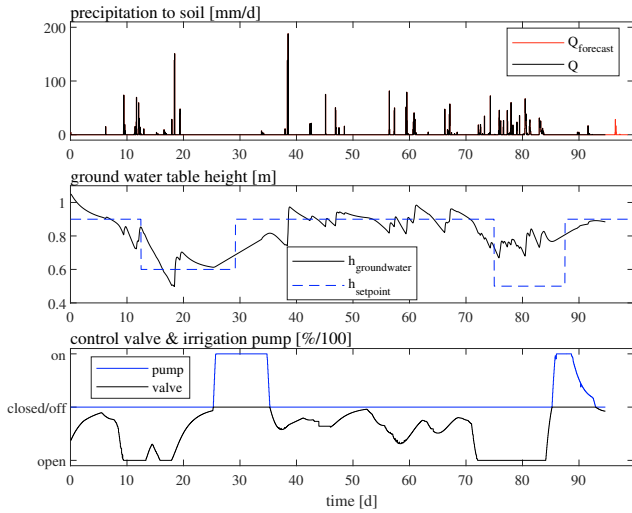 precipitation to soil [mm/d]
200
100
0
Qforecast
Q
0 10 20 30 40 50 60 70 80 90
ground water table height [m]
1
0.8
0.6
0.4
hgroundwater
hsetpoint
0 10 20 30 40 50 60 70 80 90
control valve & irrigation pump [%/100]
on
closed/off
open
pump
valve
0 10 20 30 40 50 60 70 80 90
time [d]